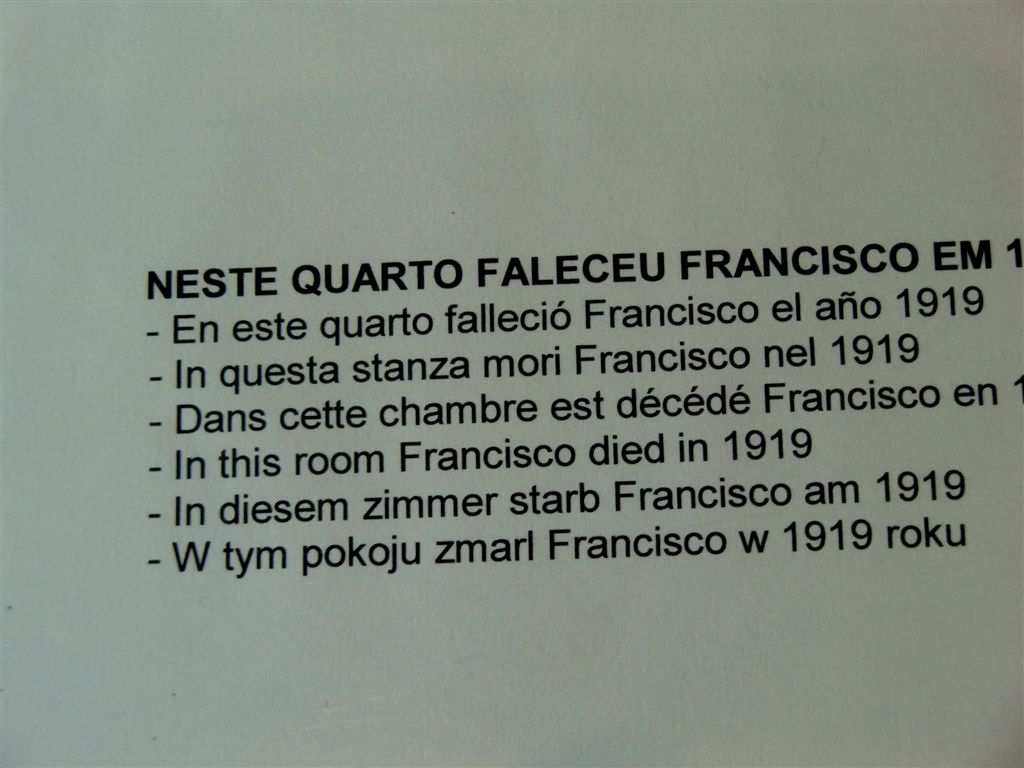 NESTE QUARTO FALECEU FRANCISCO EM 1
- En este quarto falleció Francisco el año 1919
- In questa stanza mori Francisco nel 1919
- Dans cette chambre est décédé Francisco en 1
- In this room Francisco died in 1919
- In diesem zimmer starb Francisco am 1919
- W tym pokoju zmarl Francisco w 1919 roku